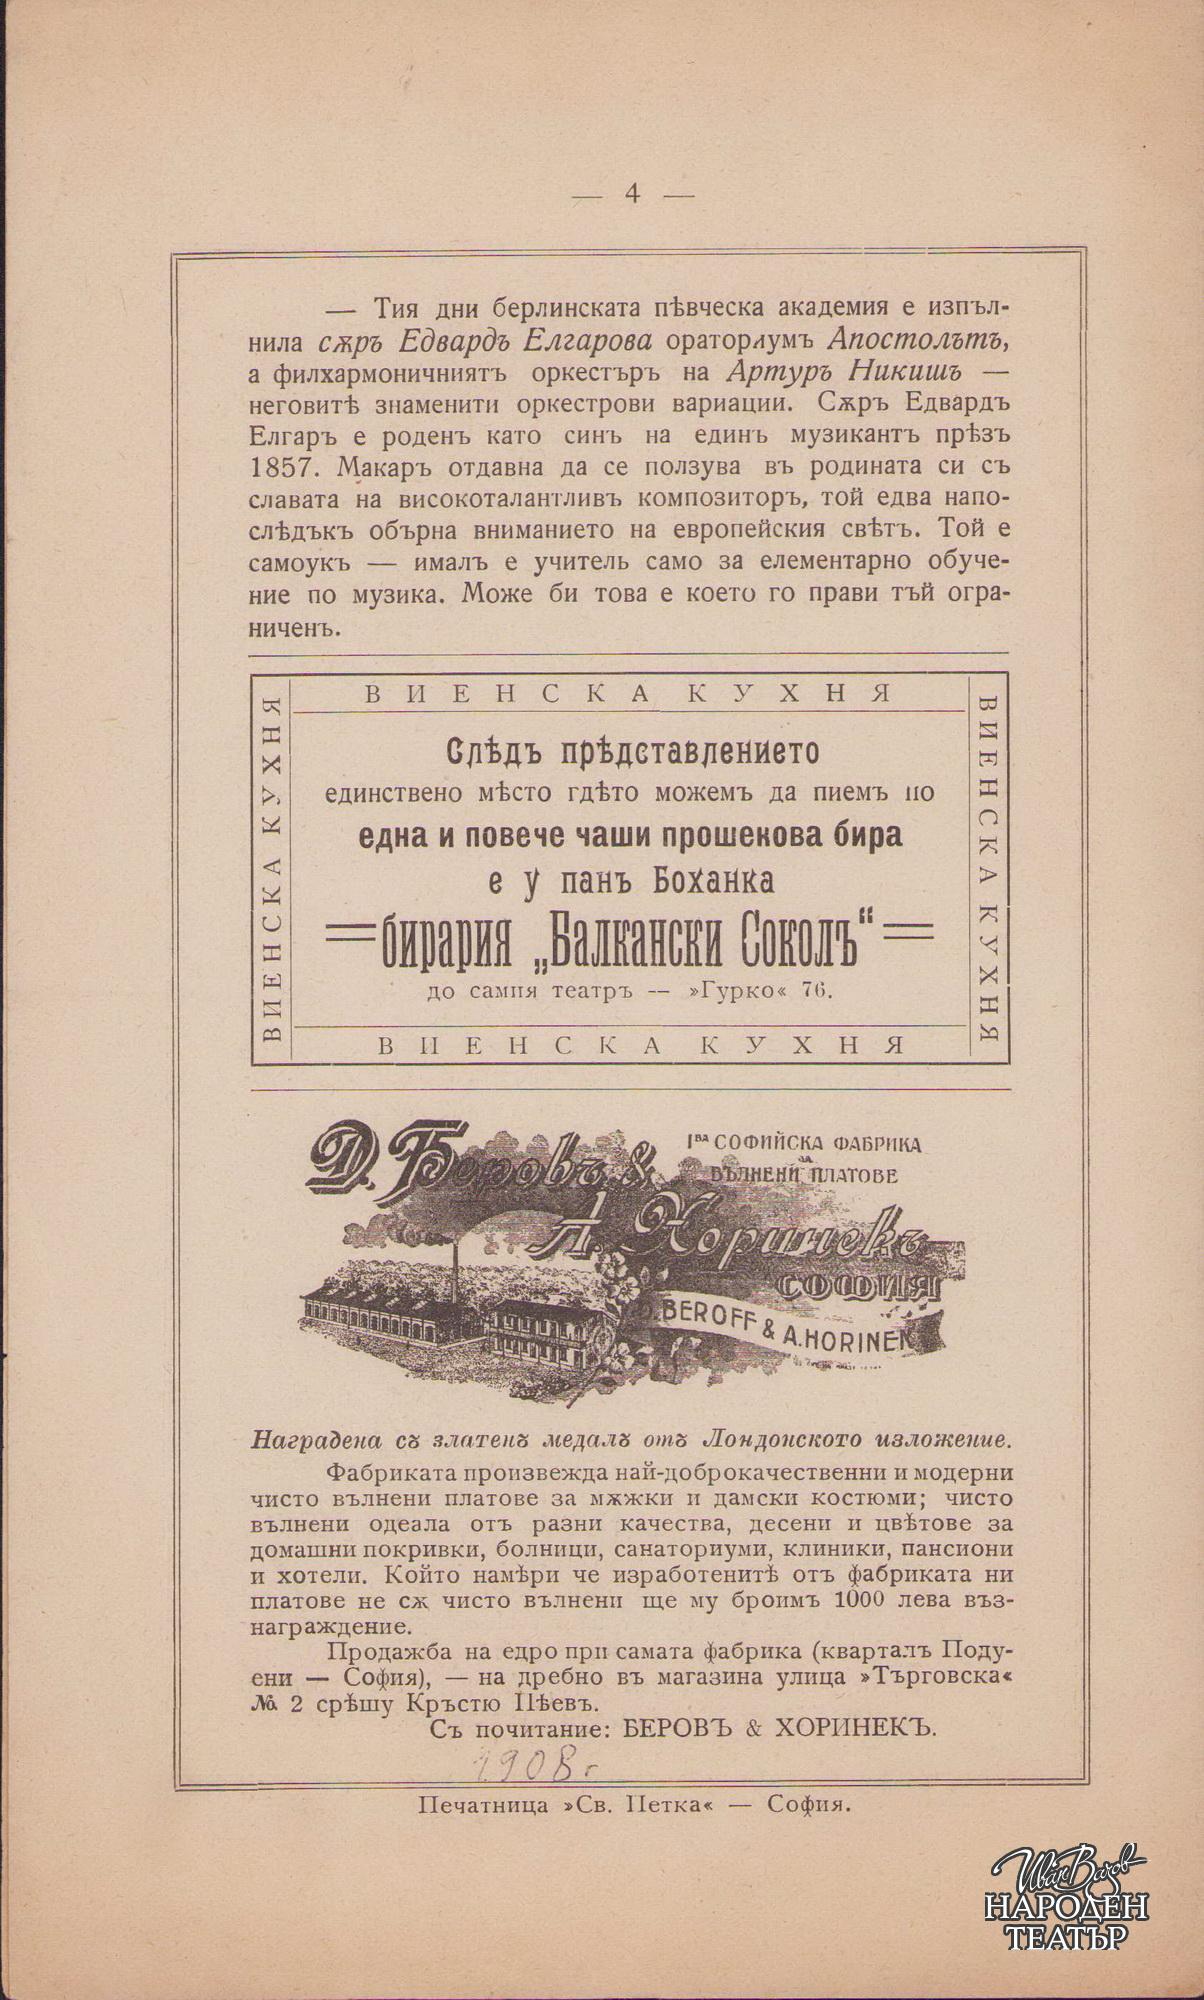 — 4 —
— Тия дни берлинската пѣвческа академия е изпъл-
нила сѫръ Едвардъ Елгарова ораториумъ Апостолътъ,
а филхармоничниятъ оркестъръ на Артуръ Никишъ —
неговитѣ знаменити оркестрови вариации. Сѫръ Едвардъ
Елгаръ е роденъ като синъ на единъ музикантъ прѣзъ
1857. Макаръ отдавна да се ползува въ родината си съ
славата на високоталантливъ композиторъ, той едва напо-
слѣдъкъ обърна вниманието на европейския свѣтъ. Той е
самоукъ — ималъ е учитель само за елементарно обуче-
ние по музика. Може би това е което го прави тъй огра-
ниченъ.
ВИЕНСКА КУХНЯ
ВИЕНСКА КУХНЯ
ВИЕНСКА КУХНЯ
Слѣдъ прѣдставлението
единствено мѣсто гдѣто можемъ да пиемъ по
една и повече чаши прошекова бира
е у панъ Боханка
бирария „Балкански Соколъ“
до самия театръ — »Гурко« 76.
ВИЕНСКА КУХНЯ
Д. Беровъ &
А. Хоринекъ
Iва СОФИЙСКА ФАБРИКА
ЗА
ВЪЛНЕНИ ПЛАТОВЕ
СОФИЯ
D. BEROFF & A. HORINEK
Наградена съ златенъ медалъ отъ Лондонското изложение.
Фабриката произвежда най-доброкачественни и модерни
чисто вълнени платове за мѫжки и дамски костюми; чисто
вълнени одеала отъ разни качества, десени и цвѣтове за
домашни покривки, болници, санаториуми, клиники, пансиони
и хотели. Който намѣри че изработенитѣ отъ фабриката ни
платове не сѫ чисто вълнени ще му броимъ 1000 лева въз-
награждение.
Продажба на едро при самата фабрика (кварталъ Поду-
ени — София), — на дребно въ магазина улица »Търговска«
№ 2 срѣшу Кръстю Пѣевъ.
Съ почитание: БЕРОВЪ & ХОРИНЕКЪ.
1908 г
Печатница »Св. Петка« — София.
Иван Вазов
НАРОДЕН
ТЕАТЪР